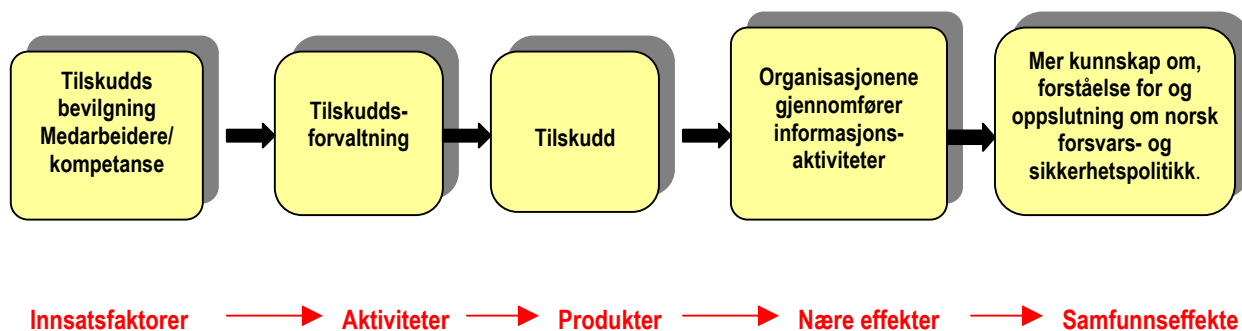 Tilskudds
bevilgning
Medarbeidere/
kompetanse
Tilskudds-
forvaltning
Tilskudd
Organisasjonene
gjennomfører
informasjons-
aktiviteter
Mer kunnskap om,
forståelse for og
oppslutning om norsk
forsvars- og
sikkerhetspolitikk.
Innsatsfaktorer Aktiviteter Produkter Nære effekter Samfunnseffekte